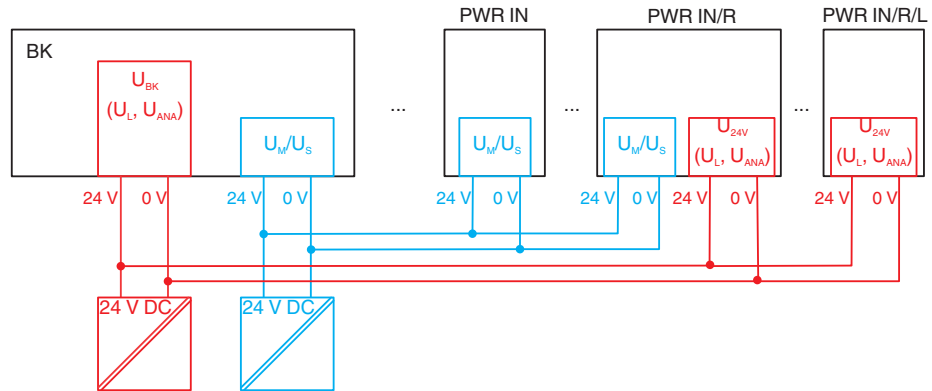 PWR IN
PWR IN/R
PWR IN/R/L
BK
U_BK
(U_L, U_ANA)
U_M/U_S
...
U_M/U_S
...
U_M/U_S
U_24V
(U_L, U_ANA)
...
U_24V
(U_L, U_ANA)
24 V 0 V
24 V 0 V
24 V 0 V
24 V 0 V
24 V 0 V
24 V 0 V
24 V DC
24 V DC